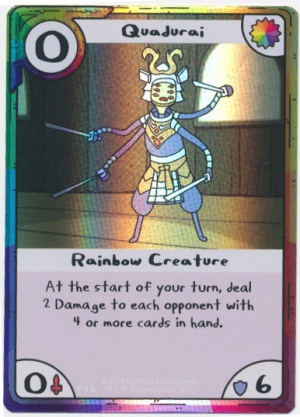 0
Quadurai
Rainbow Creature
At the start of your turn, deal
2 Damage to each opponent with
4 or more cards in hand.
0
6